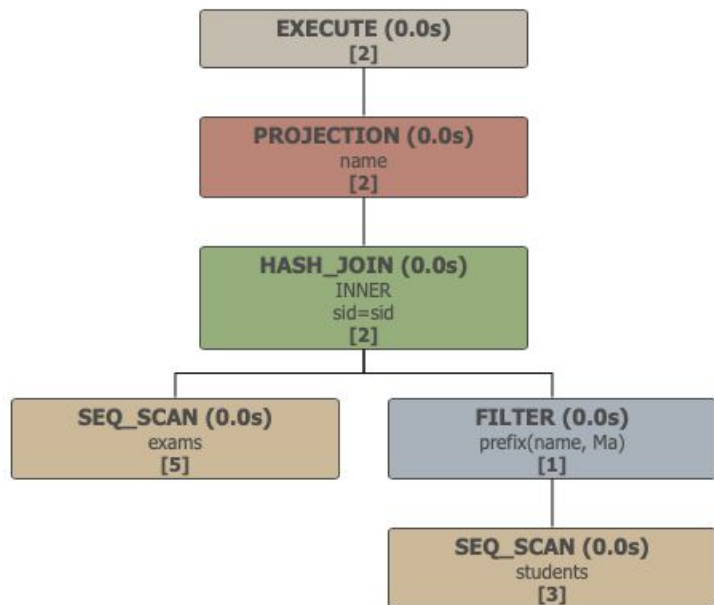 EXECUTE (0.0s)
[2]
PROJECTION (0.0s)
name
[2]
HASH_JOIN (0.0s)
INNER
sid=sid
[2]
SEQ_SCAN (0.0s)
exams
[5]
FILTER (0.0s)
prefix(name, Ma)
[1]
SEQ_SCAN (0.0s)
students
[3]